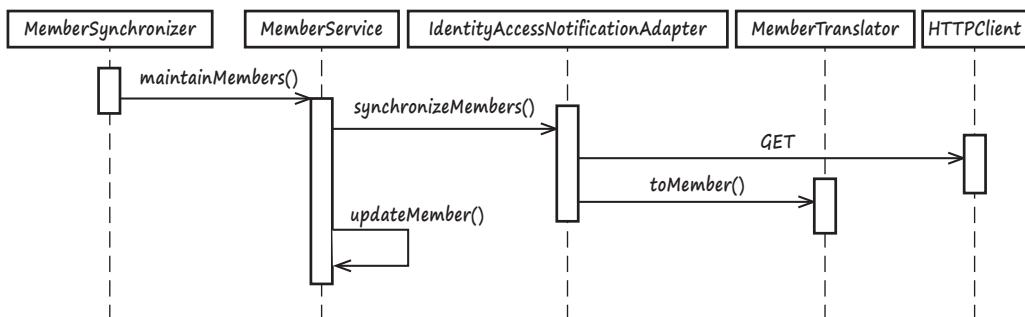 MemberSynchronizer
MemberService
IdentityAccessNotificationAdapter
MemberTranslator
HTTPClient
maintainMembers()
synchronizeMembers()
GET
toMember()
updateMember()